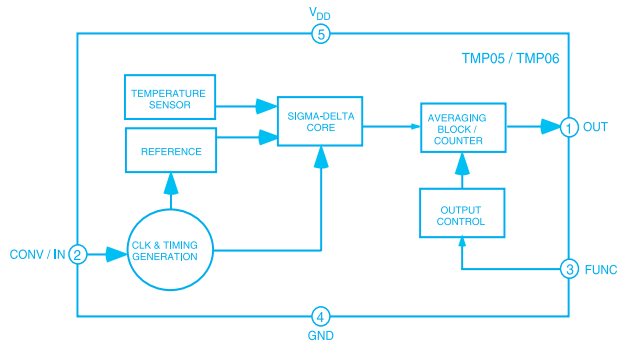 VDD
5
TMP05 / TMP06
TEMPERATURE
SENSOR
SIGMA-DELTA
CORE
AVERAGING
BLOCK /
COUNTER
1
OUT
REFERENCE
OUTPUT
CONTROL
CLK & TIMING
GENERATION
CONV / IN
2
3
FUNC
4
GND